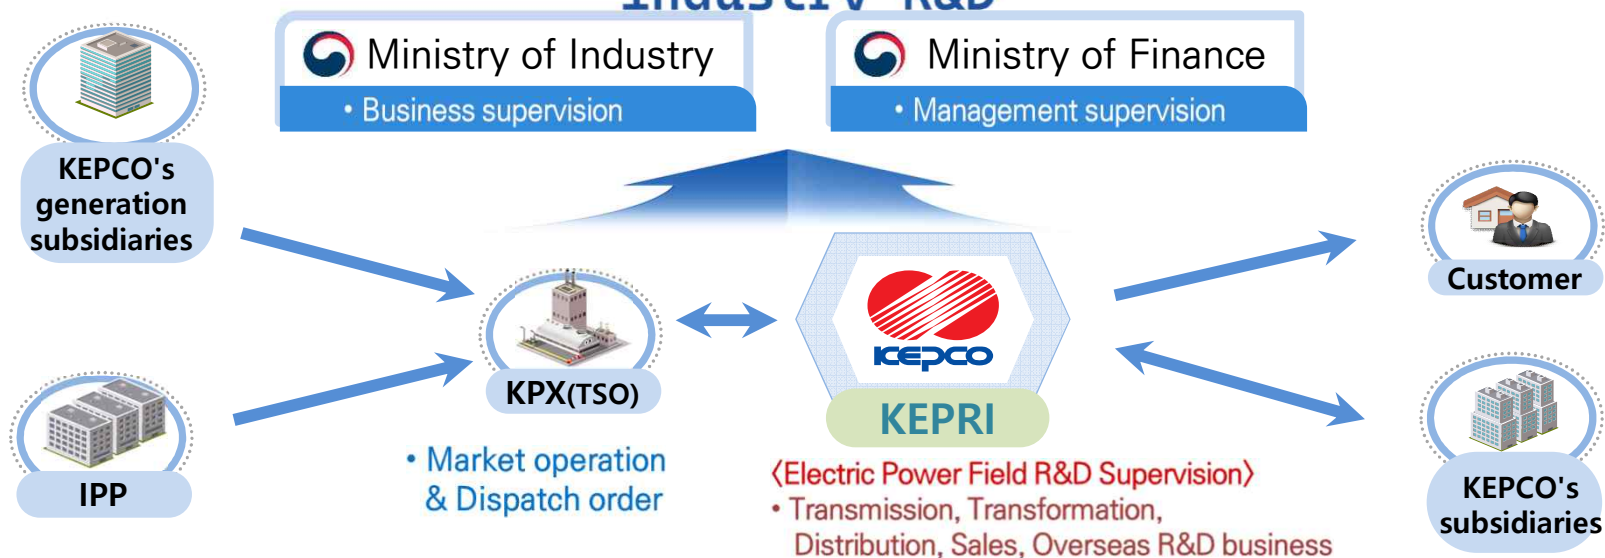 Industry R&D
Ministry of Industry
• Business supervision
Ministry of Finance
• Management supervision
KEPCO's
generation
subsidiaries
IPP
KPX(TSO)
• Market operation
& Dispatch order
KEPCO
KEPRI
〈Electric Power Field R&D Supervision〉
• Transmission, Transformation,
Distribution, Sales, Overseas R&D business
Customer
KEPCO's
subsidiaries